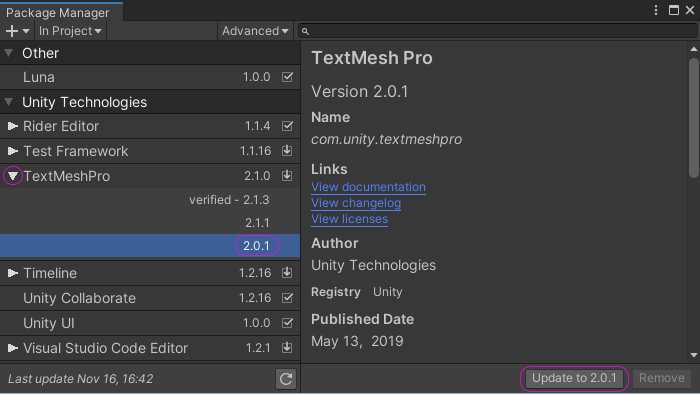 Package Manager
In Project
Advanced
Other
Luna 1.0.0
Unity Technologies
Rider Editor 1.1.4
Test Framework 1.1.16
TextMeshPro 2.1.0
verified - 2.1.3
2.1.1
2.0.1
Timeline 1.2.16
Unity Collaborate 1.2.16
Unity UI 1.0.0
Visual Studio Code Editor 1.2.1
Last update Nov 16, 16:42
TextMesh Pro
Version 2.0.1
Name
com.unity.textmeshpro
Links
View documentation
View changelog
View licenses
Author
Unity Technologies
Registry Unity
Published Date
May 13, 2019
Update to 2.0.1
Remove